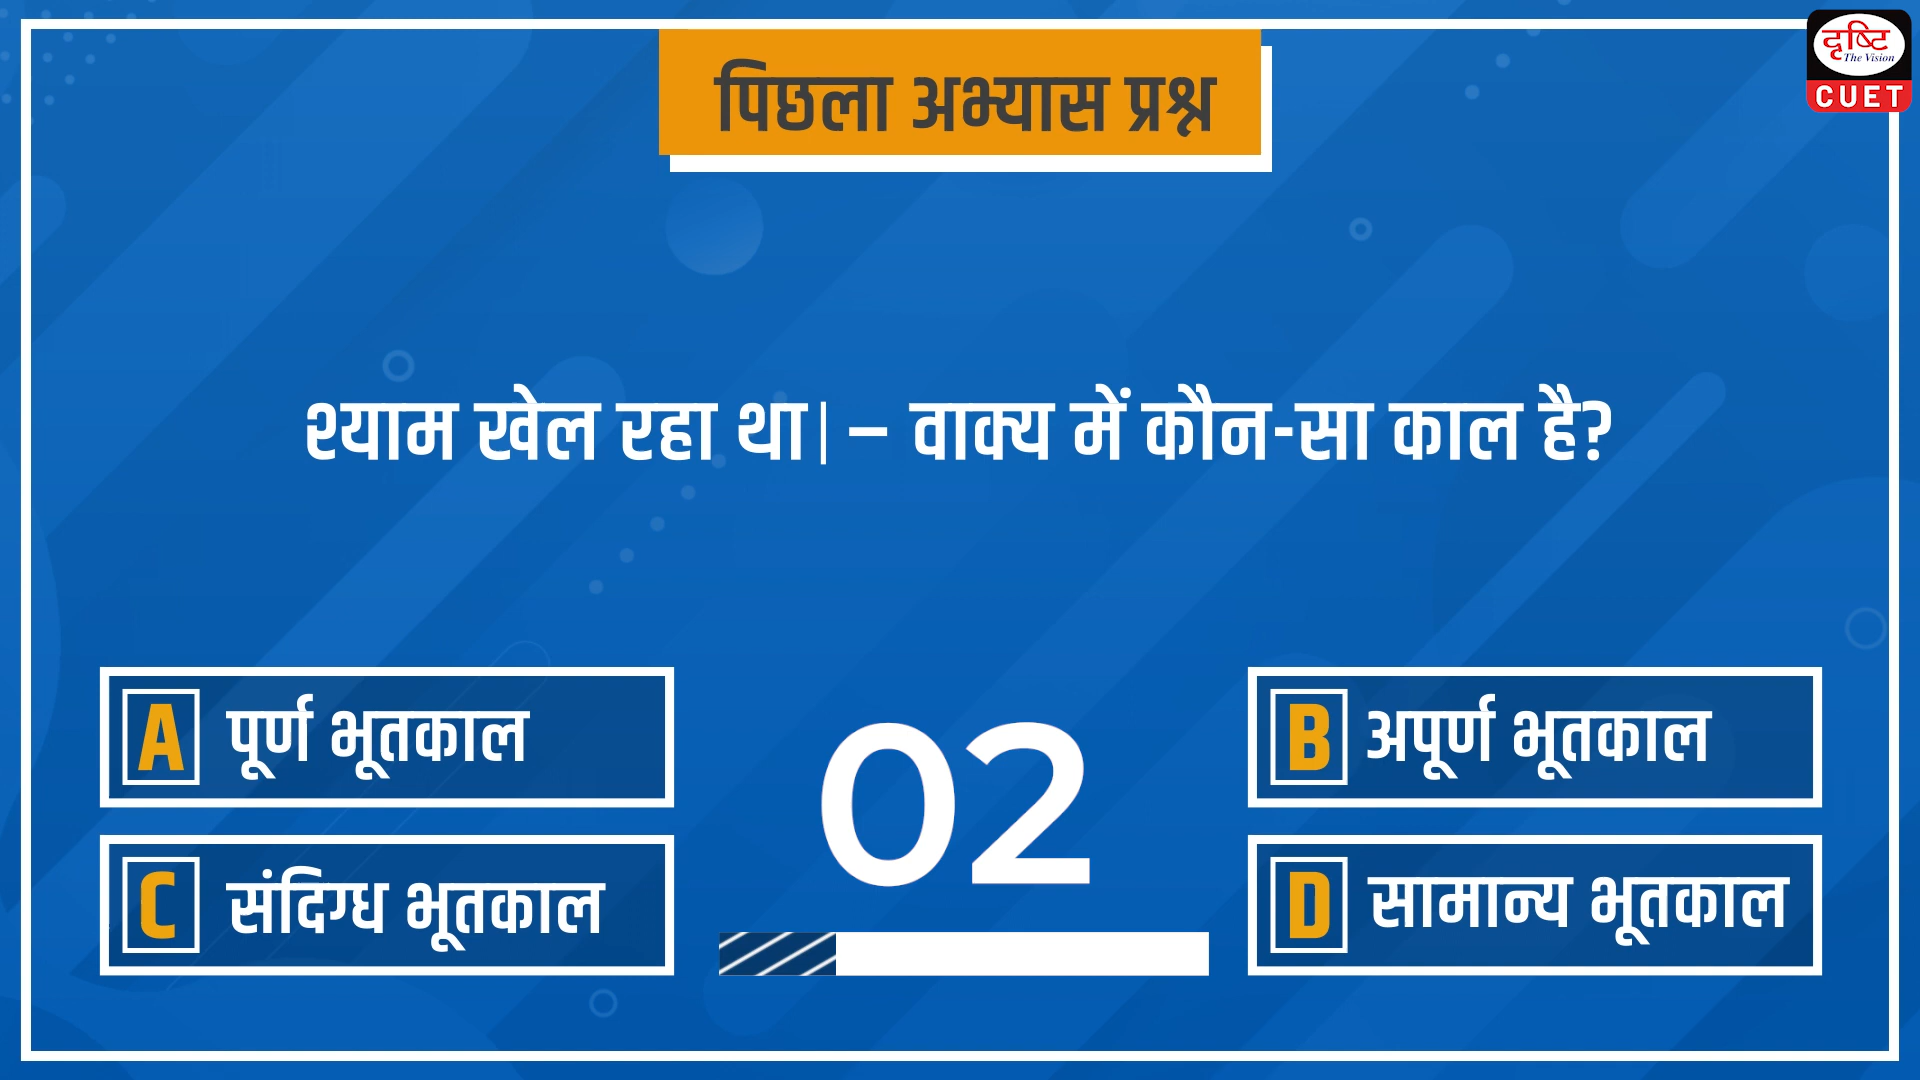 दृष्टि
The Vision
CUET
पिछला अभ्यास प्रश्न
श्याम खेल रहा था| – वाक्य में कौन-सा काल है?
A पूर्ण भूतकाल
B अपूर्ण भूतकाल
02
C संदिग्ध भूतकाल
D सामान्य भूतकाल